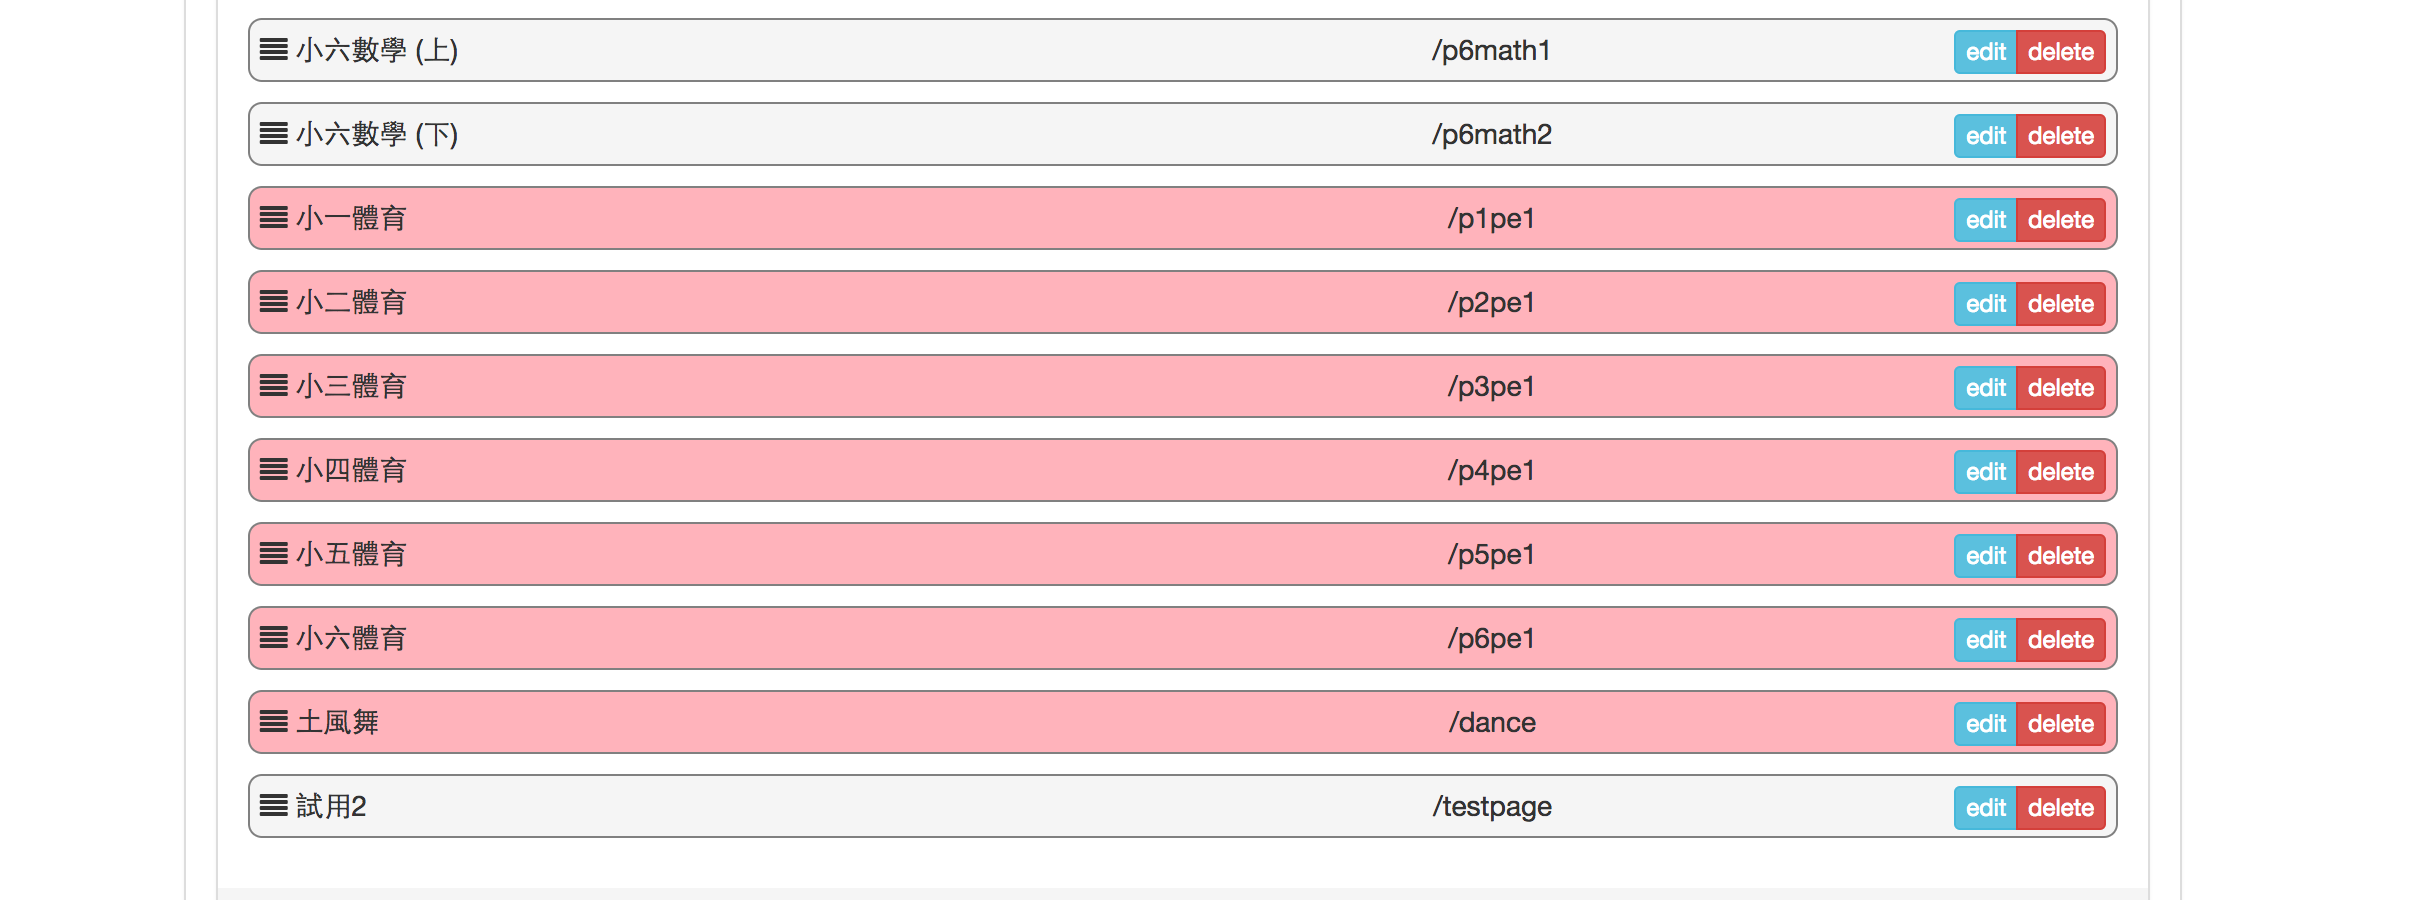 小六數學 (上) /p6math1 edit delete
小六數學 (下) /p6math2 edit delete
小一體育 /p1pe1 edit delete
小二體育 /p2pe1 edit delete
小三體育 /p3pe1 edit delete
小四體育 /p4pe1 edit delete
小五體育 /p5pe1 edit delete
小六體育 /p6pe1 edit delete
土風舞 /dance edit delete
試用2 /testpage edit delete